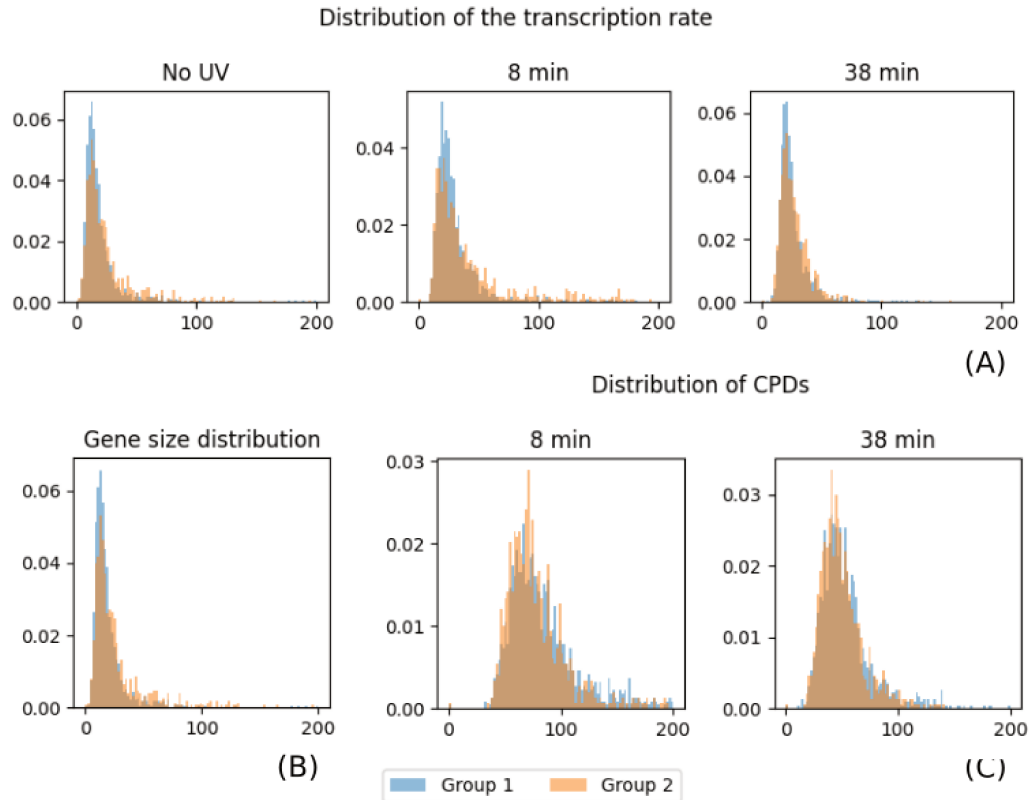 Distribution of the transcription rate
No UV
8 min
38 min
0.06
0.04
0.02
0.00
0 100 200
0.04
0.02
0.00
0 100 200
0.06
0.04
0.02
0.00
0 100 200
(A)
Distribution of CPDs
Gene size distribution
8 min
38 min
0.06
0.04
0.02
0.00
0 100 200
0.03
0.02
0.01
0.00
0 100 200
0.03
0.02
0.01
0.00
0 100 200
(B)
(C)
Group 1 Group 2